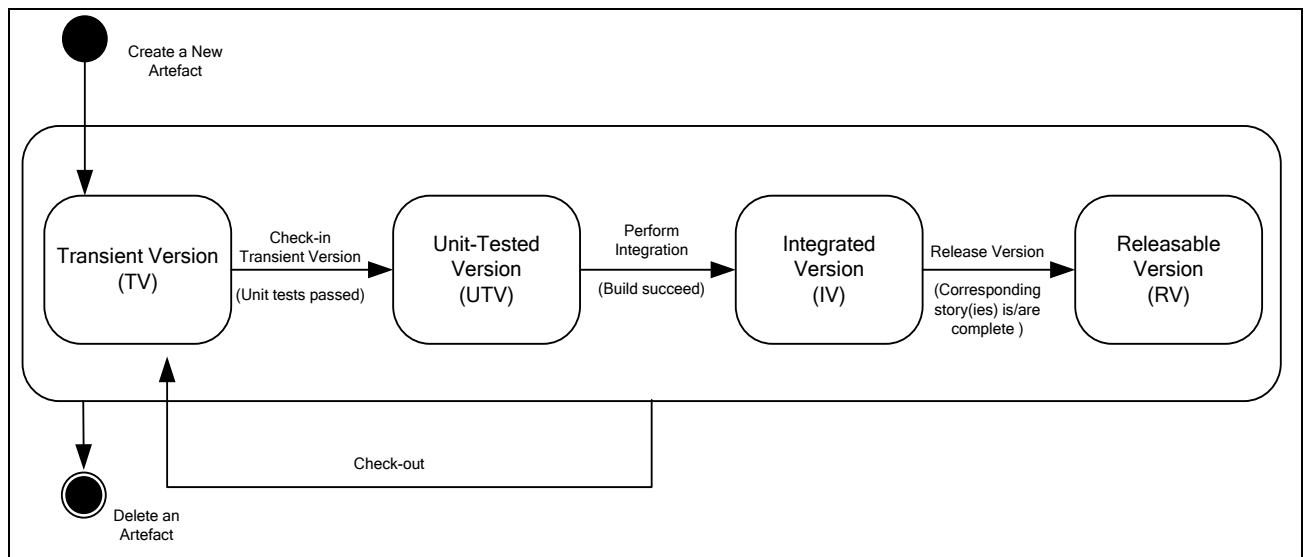 Create a New
Artefact
Transient Version
(TV)
Check-in
Transient Version
(Unit tests passed)
Unit-Tested
Version
(UTV)
Perform
Integration
(Build succeed)
Integrated
Version
(IV)
Release Version
(Corresponding
story(ies) is/are
complete )
Releasable
Version
(RV)
Check-out
Delete an
Artefact